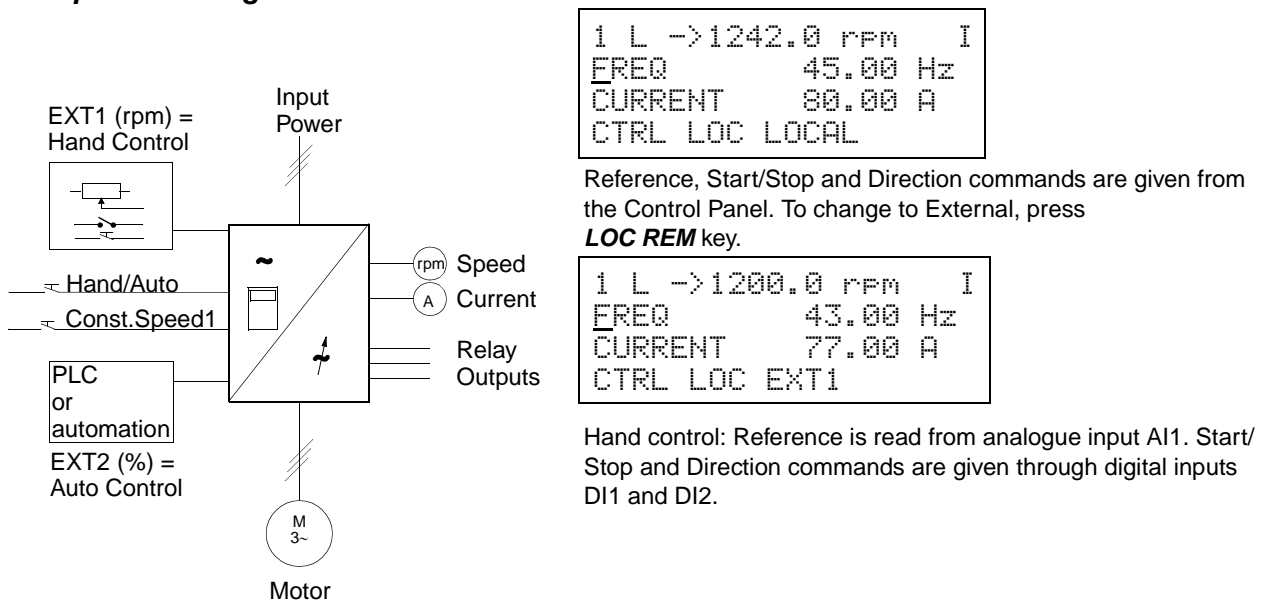 EXT1 (rpm) =
Hand Control
Input
Power
Hand/Auto
Const.Speed1
PLC
or
automation
EXT2 (%) =
Auto Control
~
~
rpm Speed
A Current
Relay
Outputs
M
3~
Motor
1 L ->1242.0 rpm I
FREQ 45.00 Hz
CURRENT 80.00 A
CTRL LOC LOCAL
Reference, Start/Stop and Direction commands are given from
the Control Panel. To change to External, press
LOC REM key.
1 L ->1200.0 rpm I
FREQ 43.00 Hz
CURRENT 77.00 A
CTRL LOC EXT1
Hand control: Reference is read from analogue input AI1. Start/
Stop and Direction commands are given through digital inputs
DI1 and DI2.